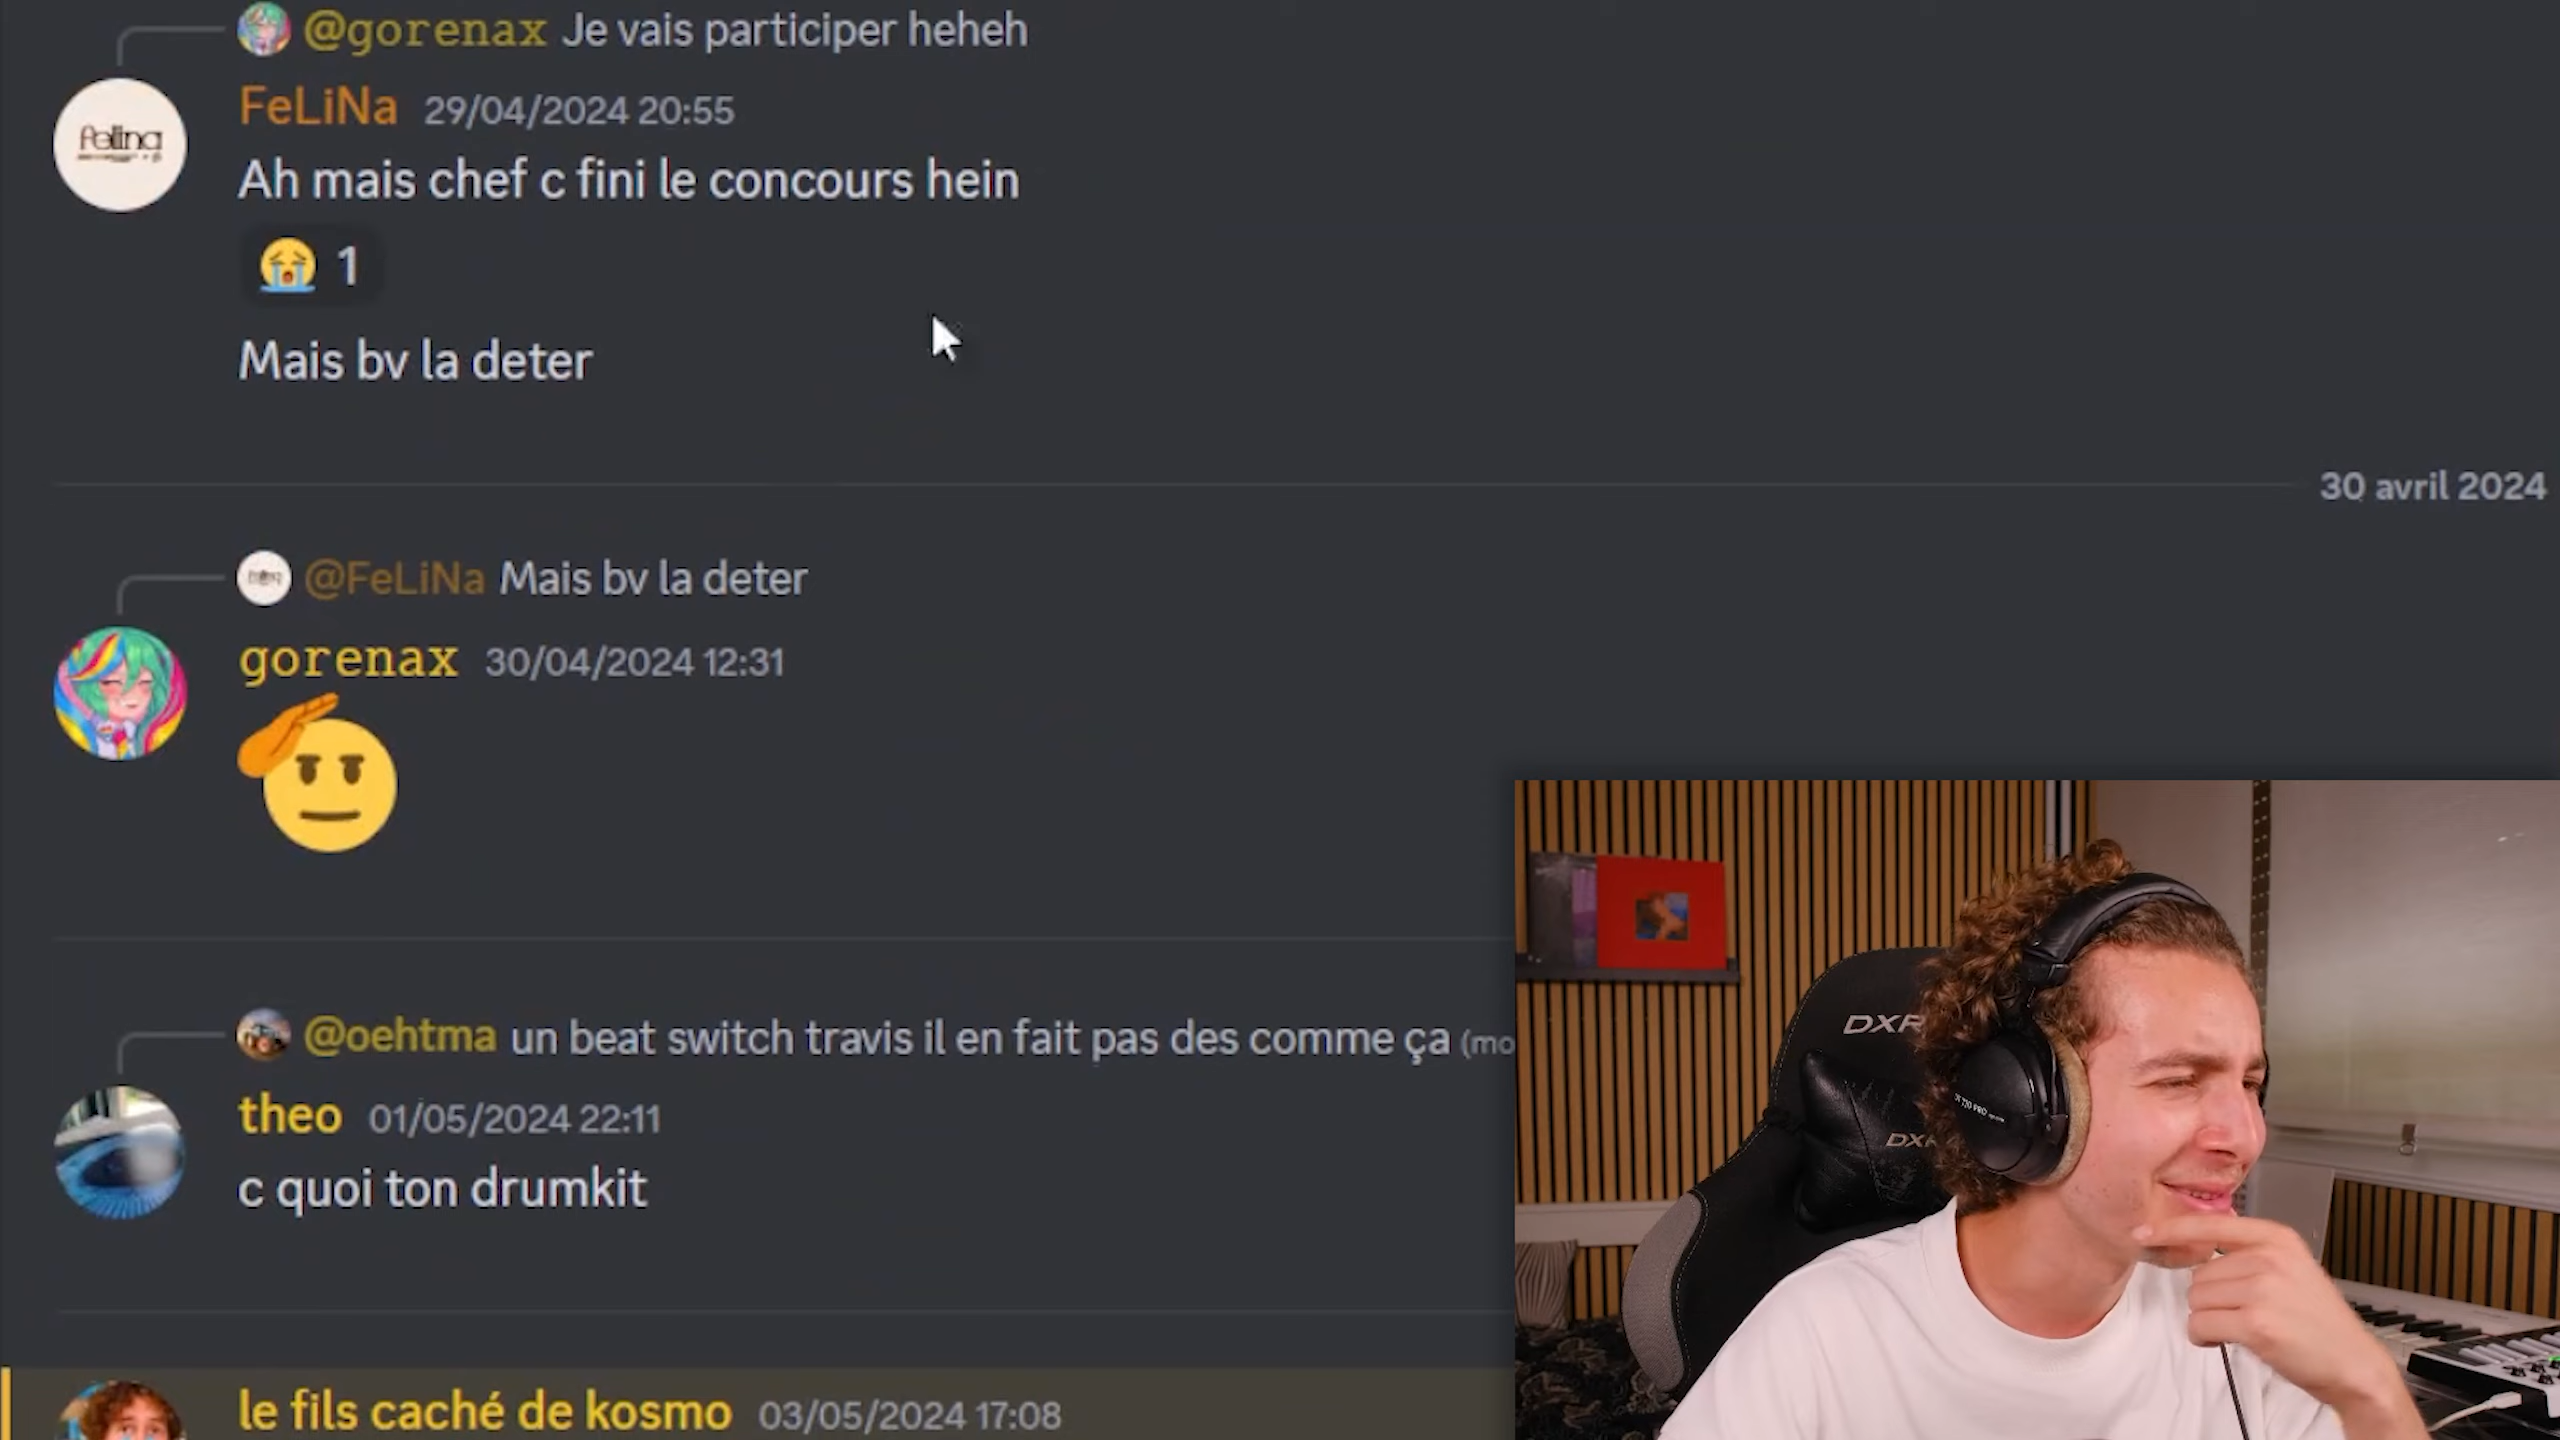 @gorenax Je vais participer heheh
FeLiNa 29/04/2024 20:55
felina
Ah mais chef c fini le concours hein
1
Mais bv la deter
30 avril 2024
@FeLiNa Mais bv la deter
gorenax 30/04/2024 12:31
@oehtma un beat switch travis il en fait pas des comme ça (mo
theo 01/05/2024 22:11
c quoi ton drumkit
le fils caché de kosmo 03/05/2024 17:08
DXR
DXR